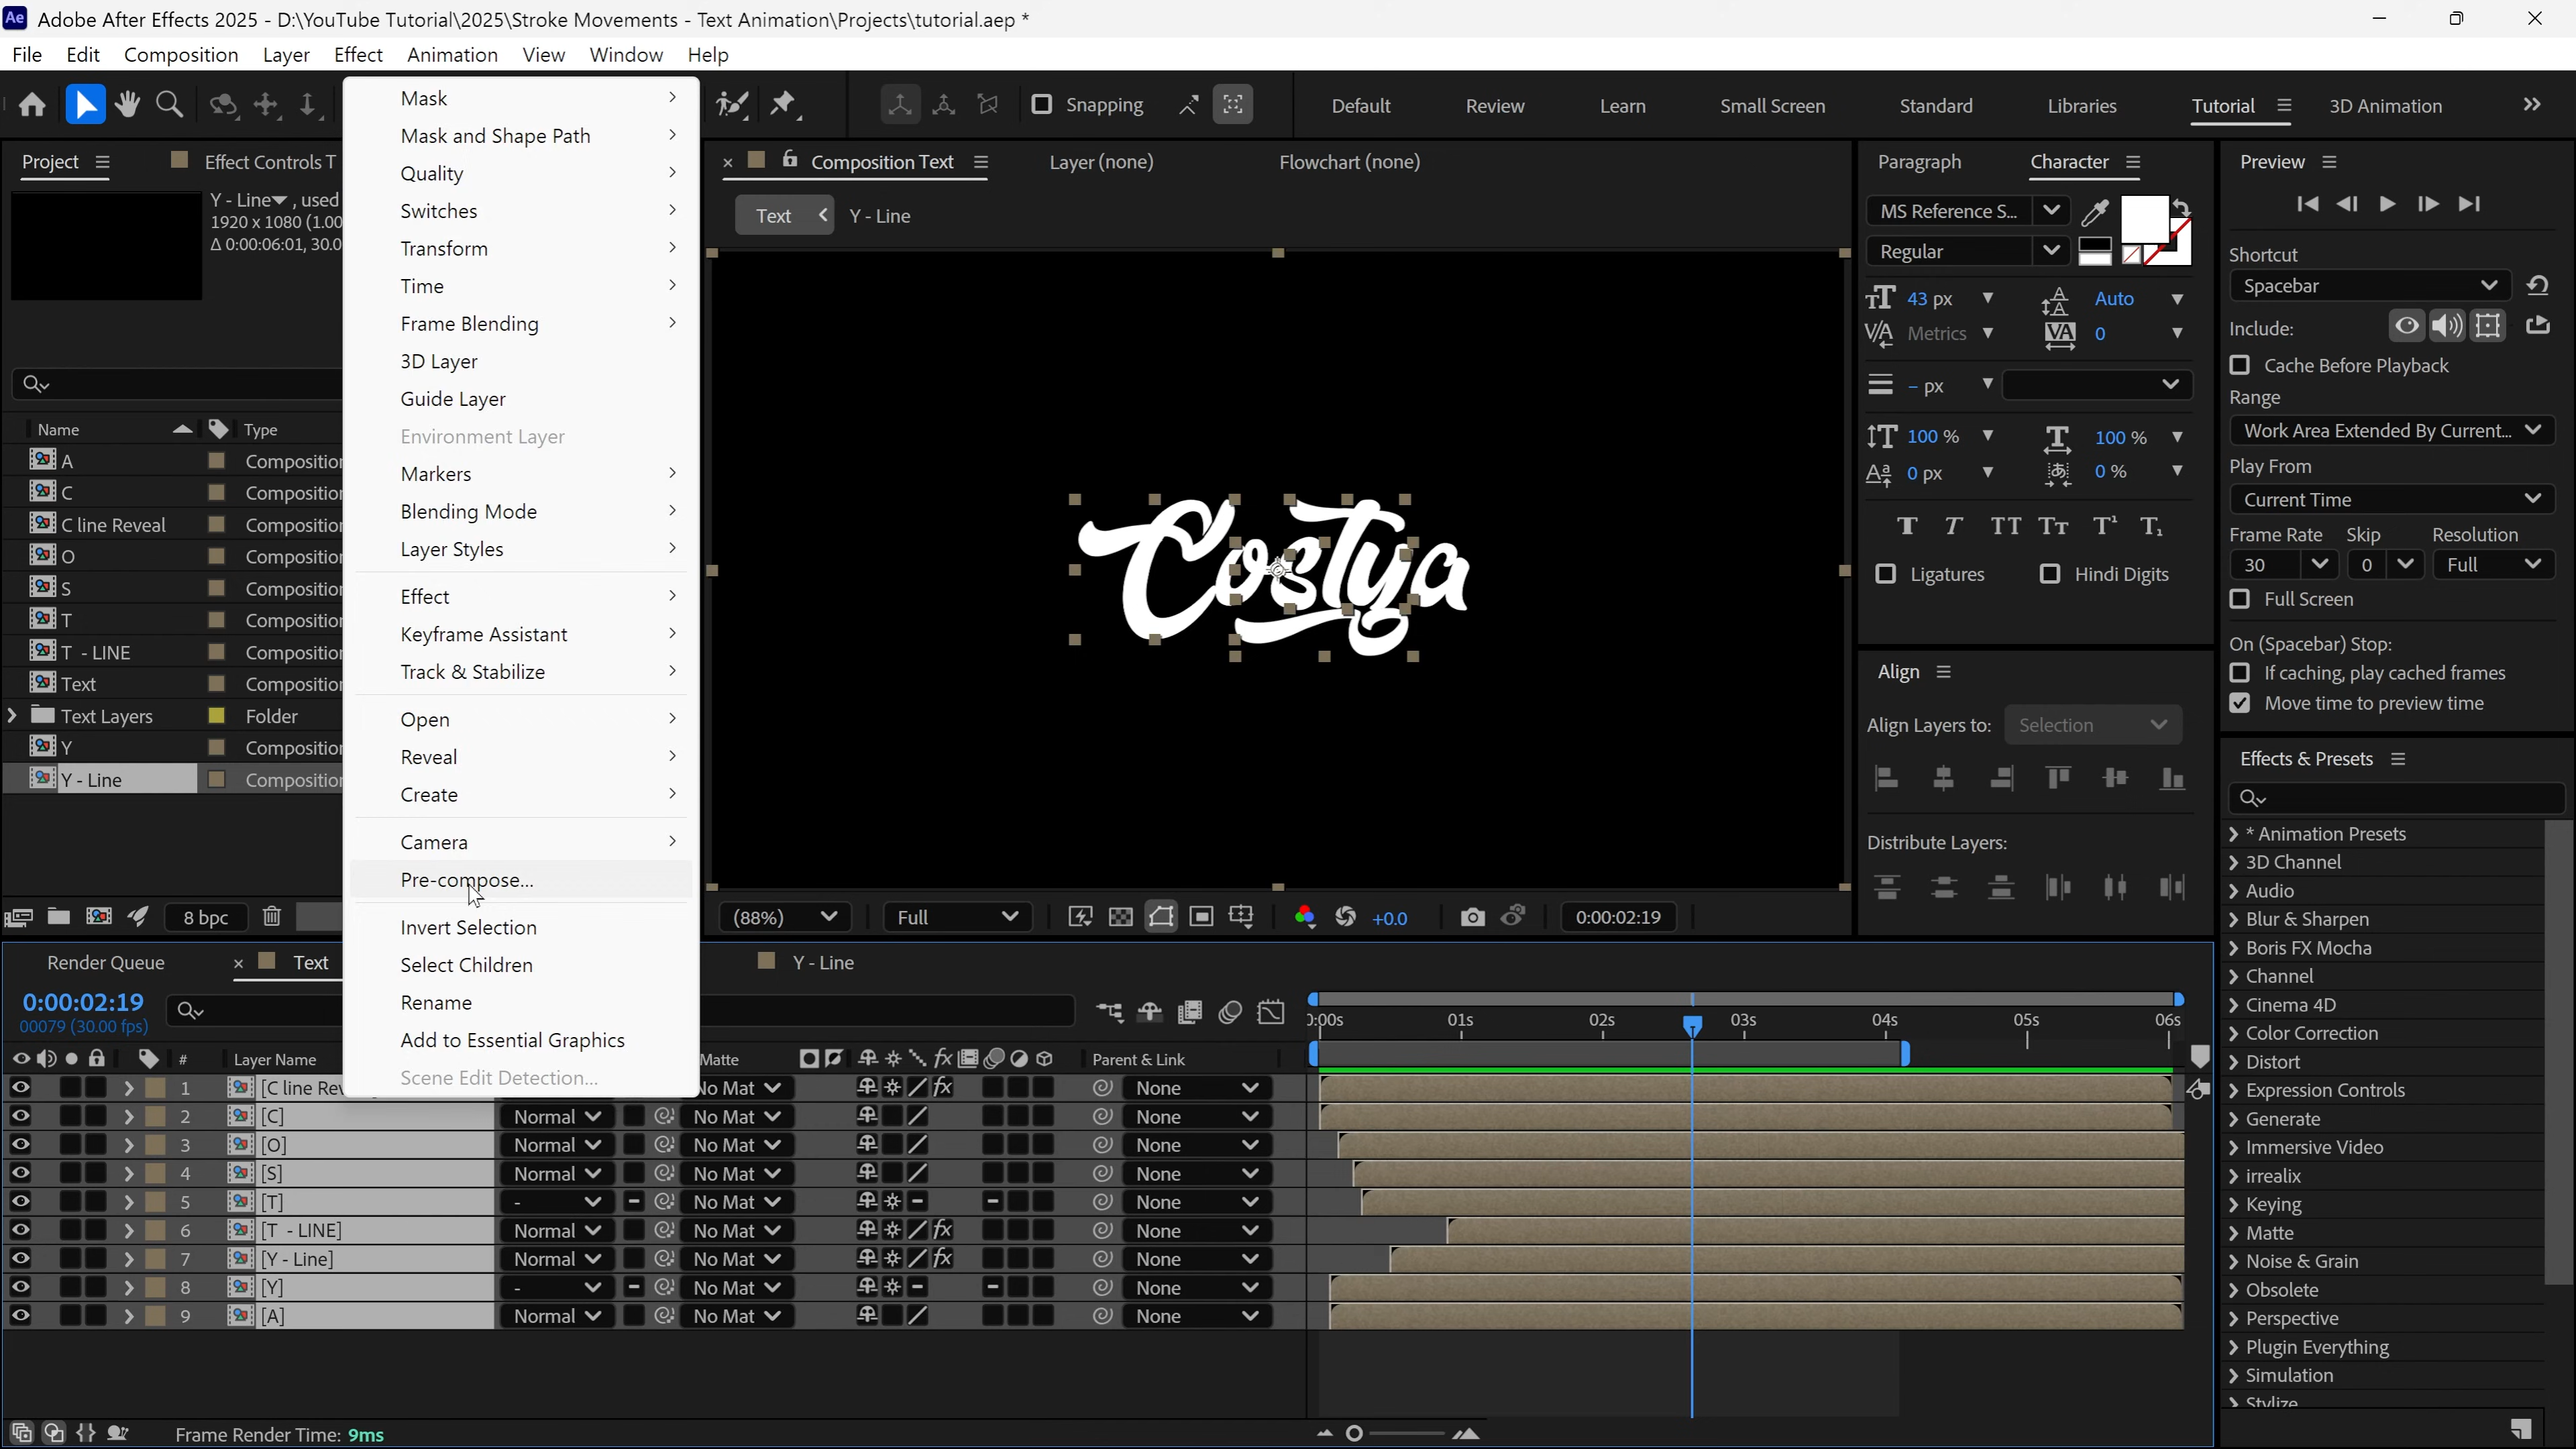 Ae Adobe After Effects 2025 - D:\YouTube Tutorial\2025\Stroke Movements - Text Animation\Projects\tutorial.aep *
File Edit Composition Layer Effect Animation View Window Help
Snapping Default Review Learn Small Screen Standard Libraries Tutorial 3D Animation
Project Effect Controls T
Y - Line , used
1920 x 1080 (1.00
Δ 0:00:06:01, 30.0
Name Type
A Composition
C Composition
C line Reveal Composition
O Composition
S Composition
T Composition
T - LINE Composition
Text Composition
Text Layers Folder
Y Composition
Y - Line Composition
8 bpc
Mask
Mask and Shape Path
Quality
Switches
Transform
Time
Frame Blending
3D Layer
Guide Layer
Environment Layer
Markers
Blending Mode
Layer Styles
Effect
Keyframe Assistant
Track & Stabilize
Open
Reveal
Create
Camera
Pre-compose...
Invert Selection
Select Children
Rename
Add to Essential Graphics
Scene Edit Detection...
Composition Text Layer (none) Flowchart (none)
Text Y - Line
Costya
(88%) Full +0.0 0:00:02:19
Paragraph Character
MS Reference S...
Regular
43 px Auto
Metrics 0
- px
100 % 100 %
0 px 0 %
Ligatures Hindi Digits
Align
Align Layers to: Selection
Distribute Layers:
Preview
Shortcut
Spacebar
Include:
Cache Before Playback
Range
Work Area Extended By Current...
Play From
Current Time
Frame Rate Skip Resolution
30 0 Full
Full Screen
On (Spacebar) Stop:
If caching, play cached frames
Move time to preview time
Effects & Presets
* Animation Presets
3D Channel
Audio
Blur & Sharpen
Boris FX Mocha
Channel
Cinema 4D
Color Correction
Distort
Expression Controls
Generate
Immersive Video
irrealix
Keying
Matte
Noise & Grain
Obsolete
Perspective
Plugin Everything
Simulation
Stylize
Render Queue Text Y - Line
0:00:02:19
00079 (30.00 fps)
0:00s 01s 02s 03s 04s 05s 06s
# Layer Name Matte Parent & Link
1 [C line Rev No Mat None
2 [C] Normal No Mat None
3 [O] Normal No Mat None
4 [S] Normal No Mat None
5 [T] - No Mat None
6 [T - LINE] Normal No Mat None
7 [Y - Line] Normal No Mat None
8 [Y] - No Mat None
9 [A] Normal No Mat None
Frame Render Time: 9ms